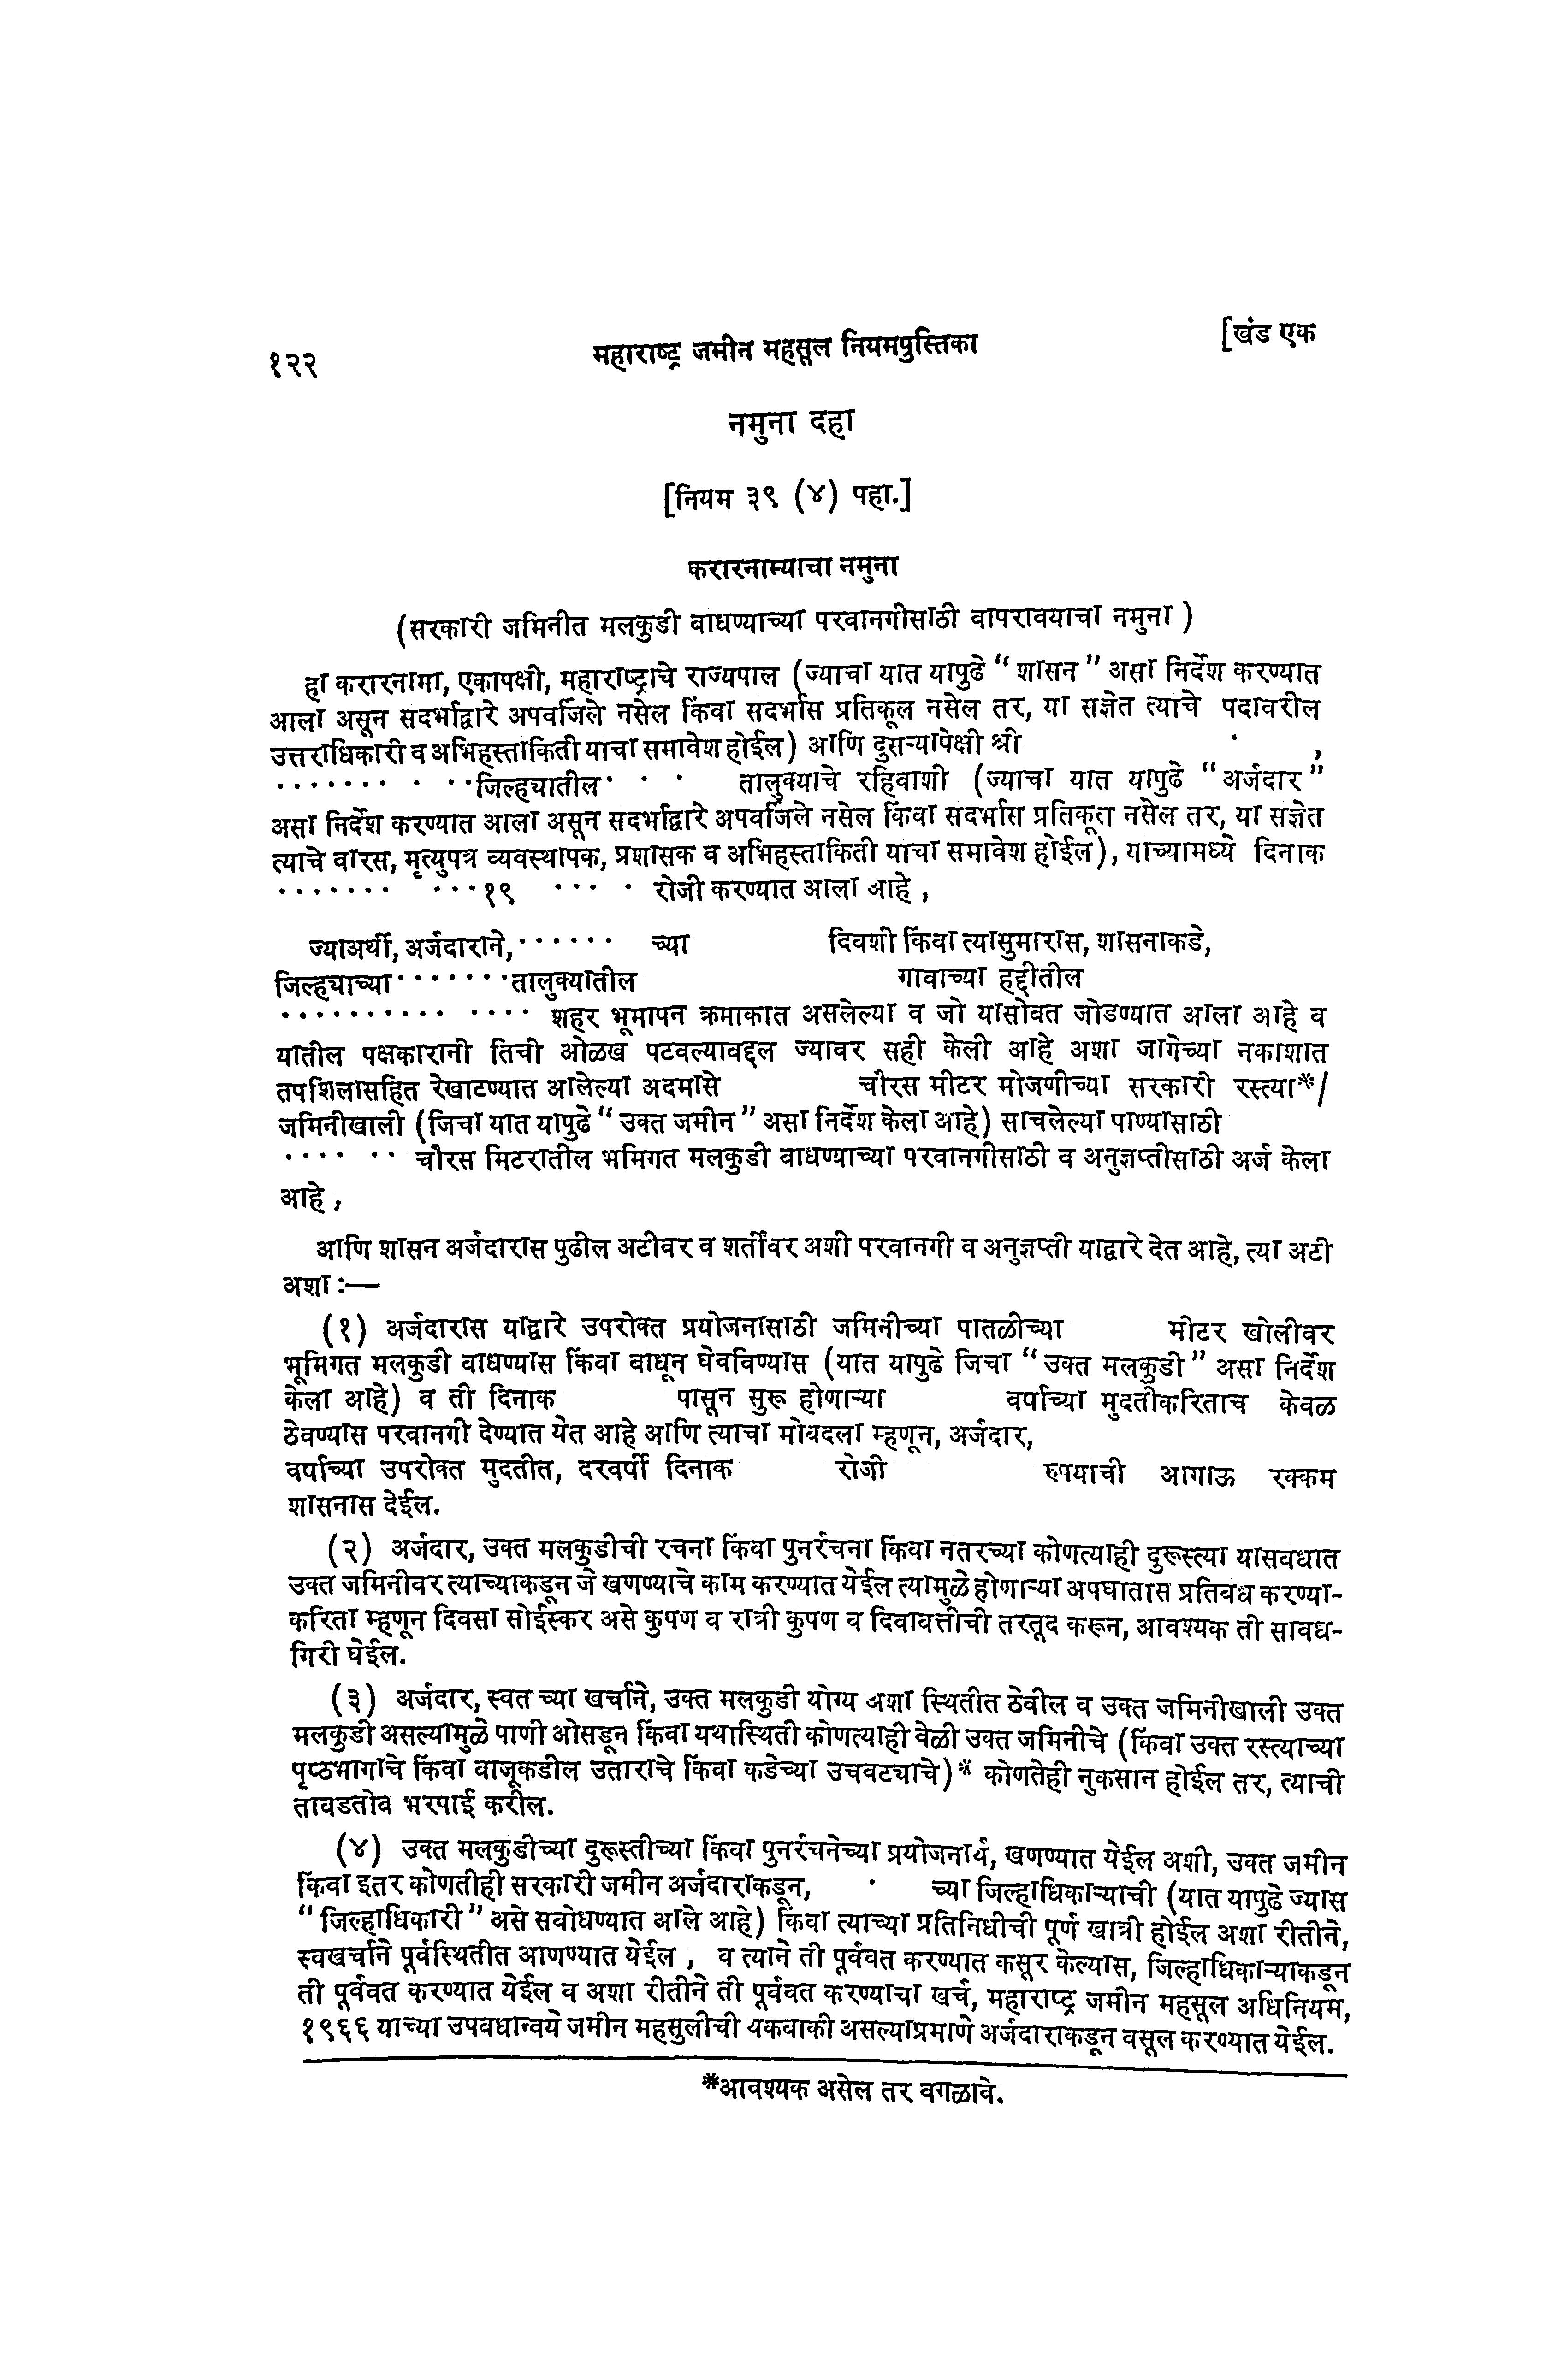 १२२ महाराष्ट्र जमीन महसूल नियमपुस्तिका [खंड एक
नमुना दहा
[नियम ३९ (४) पहा.]
करारनाम्याचा नमुना
(सरकारी जमिनीत मलकुडी बाधण्याच्या परवानगीसाठी वापरावयाचा नमुना )
हा करारनामा, एकापक्षी, महाराष्ट्राचे राज्यपाल (ज्याचा यात यापुढे “ शासन ” असा निर्देश करण्यात
आला असून सदर्भाद्वारे अपवर्जिले नसेल किंवा सदर्भास प्रतिकूल नसेल तर, या सज्ञेत त्याचे पदावरील
उत्तराधिकारी व अभिहस्ताकिती याचा समावेश होईल) आणि दुसऱ्यापेक्षी श्री ,
....... . ..जिल्ह्यातील. . . तालुक्याचे रहिवाशी (ज्याचा यात यापुढे “ अर्जदार ”
असा निर्देश करण्यात आला असून सदर्भाद्वारे अपवर्जिले नसेल किंवा सदर्भास प्रतिकूल नसेल तर, या सज्ञेत
त्याचे वारस, मृत्युपत्र व्यवस्थापक, प्रशासक व अभिहस्ताकिती याचा समावेश होईल), याच्यामध्ये दिनाक
....... ...१९ ... . रोजी करण्यात आला आहे ,
ज्याअर्थी, अर्जदाराने, ...... च्या दिवशी किंवा त्यासुमारास, शासनाकडे,
जिल्ह्याच्या .......तालुक्यातील गावाच्या हद्दीतील
.......... .... शहर भूमापन क्रमाकात असलेल्या व जो यासोबत जोडण्यात आला आहे व
यातील पक्षकारानी तिची ओळख पटवल्याबद्दल ज्यावर सही केली आहे अशा जागेच्या नकाशात
तपशिलासहित रेखाटण्यात आलेल्या अदमासे चौरस मीटर मोजणीच्या सरकारी रस्त्या*/
जमिनीखाली (जिचा यात यापुढे “ उक्त जमीन ” असा निर्देश केला आहे) साचलेल्या पाण्यासाठी
.... .. चौरस मिटरातील भमिगत मलकुडी बाधण्याच्या परवानगीसाठी व अनुज्ञप्तीसाठी अर्ज केला
आहे ,
आणि शासन अर्जदारास पुढील अटीवर व शर्तीवर अशी परवानगी व अनुज्ञप्ती याद्वारे देत आहे, त्या अटी
अशा :—
(१) अर्जदारास याद्वारे उपरोक्त प्रयोजनासाठी जमिनीच्या पातळीच्या मीटर खोलीवर
भूमिगत मलकुडी बाधण्यास किंवा बाधून घेवविण्यास (यात यापुढे जिचा “ उक्त मलकुडी ” असा निर्देश
केला आहे) व ती दिनाक पासून सुरू होणाऱ्या वर्षाच्या मुदतीकरिताच केवळ
ठेवण्यास परवानगी देण्यात येत आहे आणि त्याचा मोबदला म्हणून, अर्जदार,
वर्षाच्या उपरोक्त मुदतीत, दरवर्षी दिनाक रोजी रुपयाची आगाऊ रक्कम
शासनास देईल.
(२) अर्जदार, उक्त मलकुडीची रचना किंवा पुनर्रचना किंवा नतरच्या कोणत्याही दुरूस्त्या यासबधात
उक्त जमिनीवर त्याच्याकडून जे खणण्याचे काम करण्यात येईल त्यामुळे होणाऱ्या अपघातास प्रतिबध करण्या-
करिता म्हणून दिवसा सोईस्कर असे कुपण व रात्री कुपण व दिवाबत्तीची तरतूद करून, आवश्यक ती सावध-
गिरी घेईल.
(३) अर्जदार, स्वत च्या खर्चाने, उक्त मलकुडी योग्य अशा स्थितीत ठेवील व उक्त जमिनीखाली उक्त
मलकुडी असल्यामुळे पाणी ओसडून किंवा यथास्थिती कोणत्याही वेळी उक्त जमिनीचे (किंवा उक्त रस्त्याच्या
पृष्ठभागाचे किंवा बाजूकडील उताराचे किंवा कडेच्या उचवट्याचे)* कोणतेही नुकसान होईल तर, त्याची
ताबडतोब भरपाई करील.
(४) उक्त मलकुडीच्या दुरूस्तीच्या किंवा पुनर्रचनेच्या प्रयोजनार्थ, खणण्यात येईल अशी, उक्त जमीन
किंवा इतर कोणतीही सरकारी जमीन अर्जदाराकडून, . च्या जिल्हाधिकाऱ्याची (यात यापुढे ज्यास
“ जिल्हाधिकारी ” असे सबोधण्यात आले आहे) किंवा त्याच्या प्रतिनिधीची पूर्ण खात्री होईल अशा रीतीने,
स्वखर्चाने पूर्वस्थितीत आणण्यात येईल , व त्याने ती पूर्ववत करण्यात कसूर केल्यास, जिल्हाधिकाऱ्याकडून
ती पूर्ववत करण्यात येईल व अशा रीतीने ती पूर्ववत करण्याचा खर्च, महाराष्ट्र जमीन महसूल अधिनियम,
१९६६ याच्या उपबधान्वये जमीन महसुलीची थकबाकी असल्याप्रमाणे अर्जदाराकडून वसूल करण्यात येईल.
*आवश्यक असेल तर वगळावे.